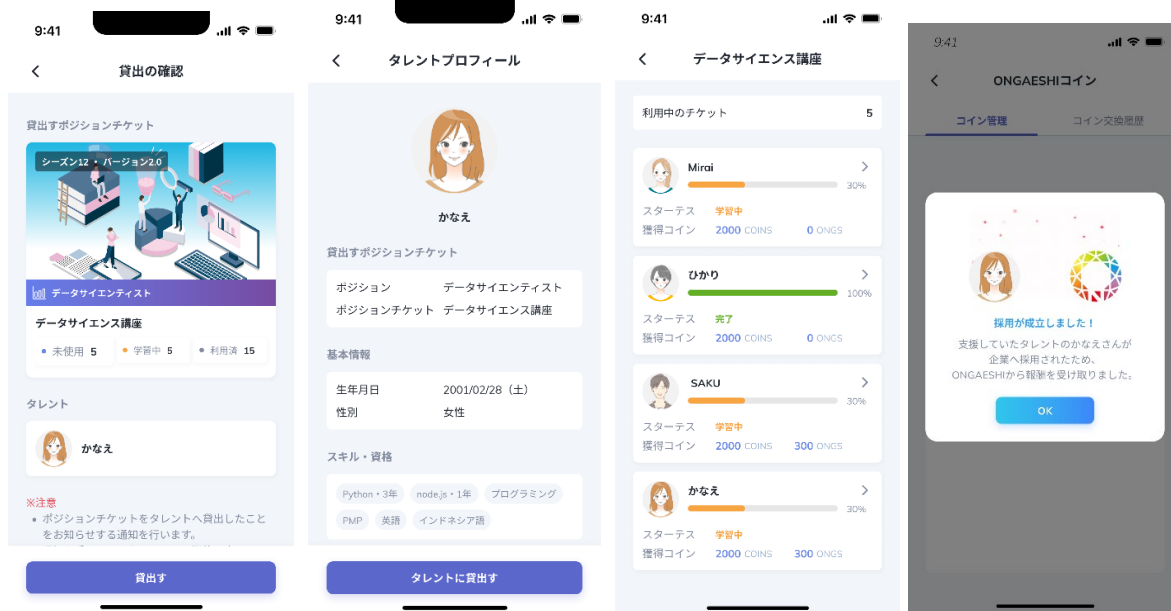 9:41
貸出の確認
貸出すポジションチケット
シーズン12 • バージョン2.0
データサイエンティスト
データサイエンス講座
• 未使用 5 • 学習中 5 • 利用済 15
タレント
かなえ
※注意
• ポジションチケットをタレントへ貸出したこと
をお知らせする通知を行います。
貸出す
9:41
タレントプロフィール
かなえ
貸出すポジションチケット
ポジション データサイエンティスト
ポジションチケット データサイエンス講座
基本情報
生年月日 2001/02/28（土）
性別 女性
スキル・資格
Python・3年 node.js・1年 プログラミング
PMP 英語 インドネシア語
タレントに貸出す
9:41
データサイエンス講座
利用中のチケット 5
Mirai
30%
スターテス 学習中
獲得コイン 2000 COINS 0 ONGS
ひかり
100%
スターテス 完了
獲得コイン 2000 COINS 0 ONGS
SAKU
30%
スターテス 学習中
獲得コイン 2000 COINS 300 ONGS
かなえ
30%
スターテス 学習中
獲得コイン 2000 COINS 300 ONGS
9:41
ONGAESHIコイン
コイン管理 コイン交換履歴
採用が成立しました！
支援していたタレントのかなえさんが
企業へ採用されたため、
ONGAESHIから報酬を受け取りました。
OK